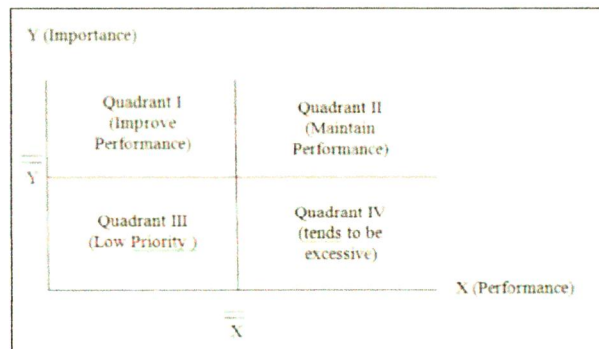 Y (Importance)
Quadrant I
(Improve
Performance)
Quadrant II
(Maintain
Performance)
Y
Quadrant III
(Low Priority )
Quadrant IV
(tends to be
excessive)
X (Performance)
X